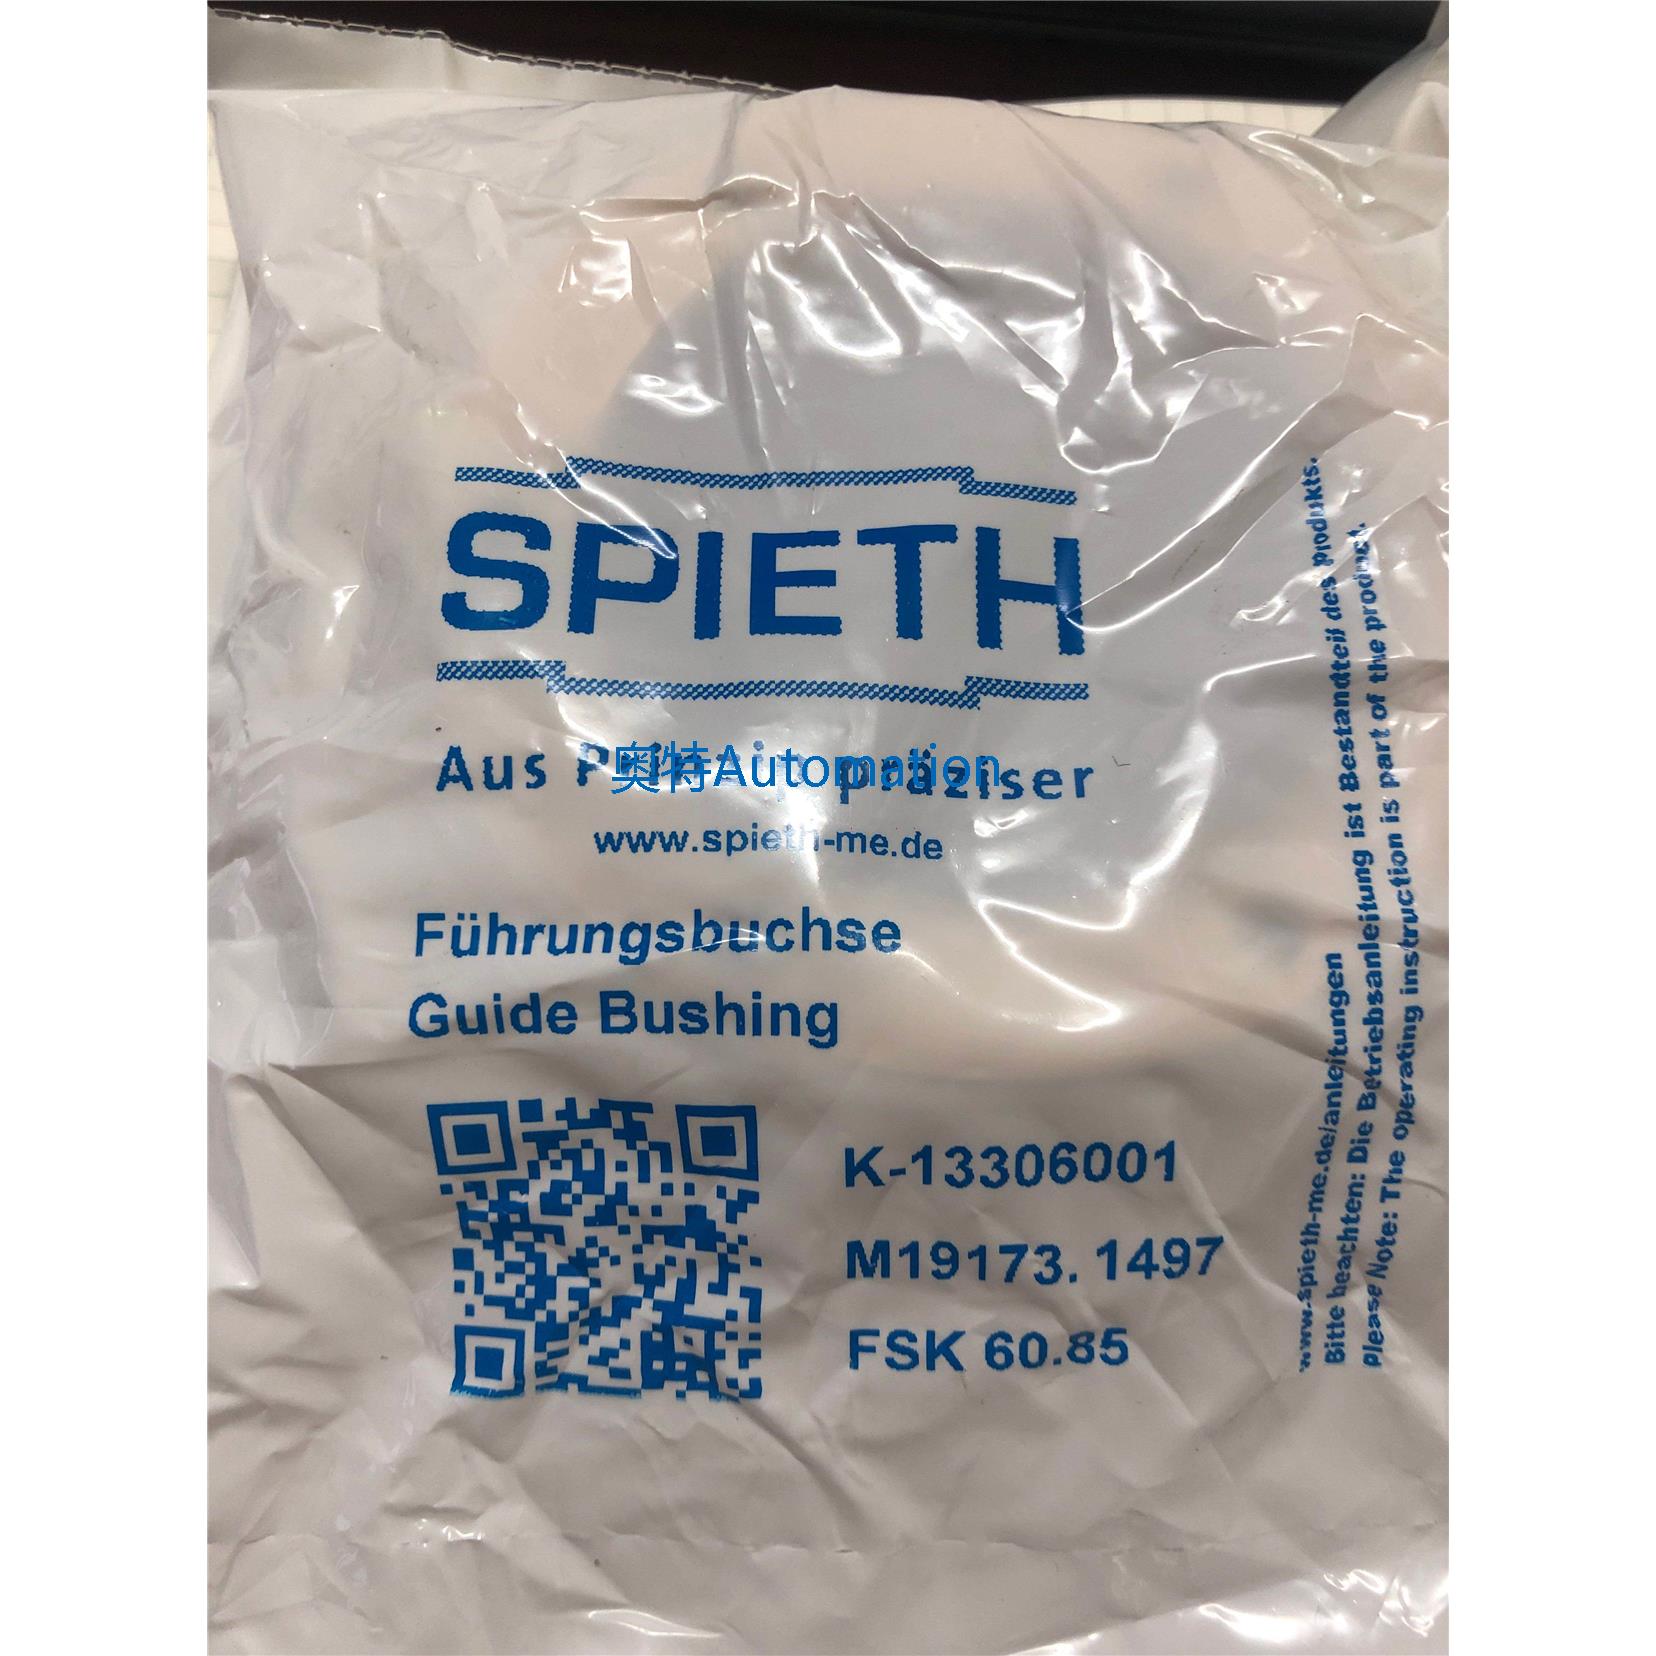 SPIETH
Aus Prinzip präziser
奥特Automation
www.spieth-me.de
Führungsbuchse
Guide Bushing
K-13306001
M19173.1497
FSK 60.85
www.spieth-me.de/anleitungen
Bitte beachten: Die Betriebsanleitung ist Bestandteil des produkts.
Please Note: The operating instruction is part of the product.